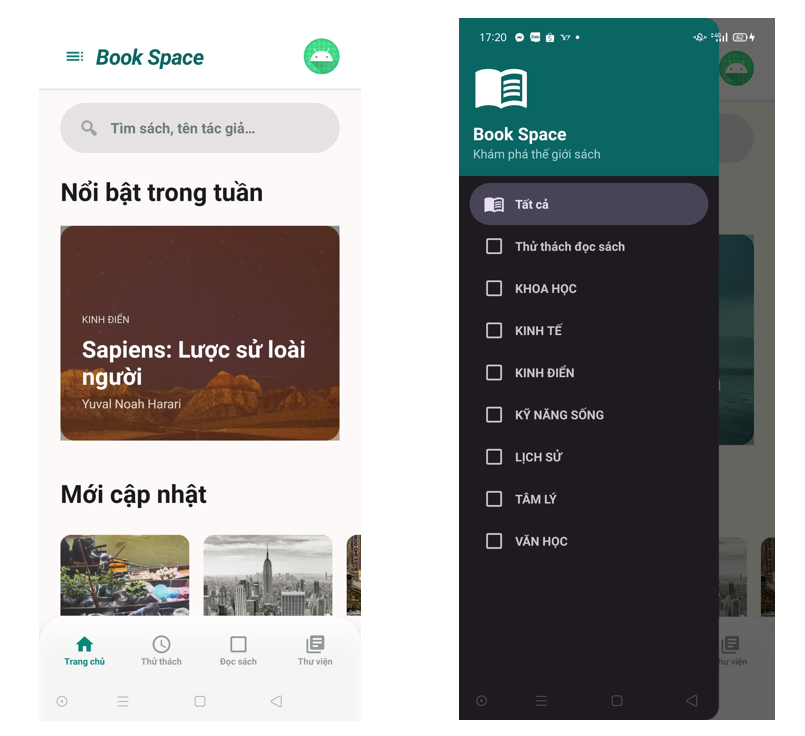 Book Space
Tìm sách, tên tác giả...
Nổi bật trong tuần
KINH ĐIỂN
Sapiens: Lược sử loài
người
Yuval Noah Harari
Mới cập nhật
Trang chủ
Thử thách
Đọc sách
Thư viện
17:20
Book Space
Khám phá thế giới sách
Tất cả
Thử thách đọc sách
KHOA HỌC
KINH TẾ
KINH ĐIỂN
KỸ NĂNG SỐNG
LỊCH SỬ
TÂM LÝ
VĂN HỌC
hư viện